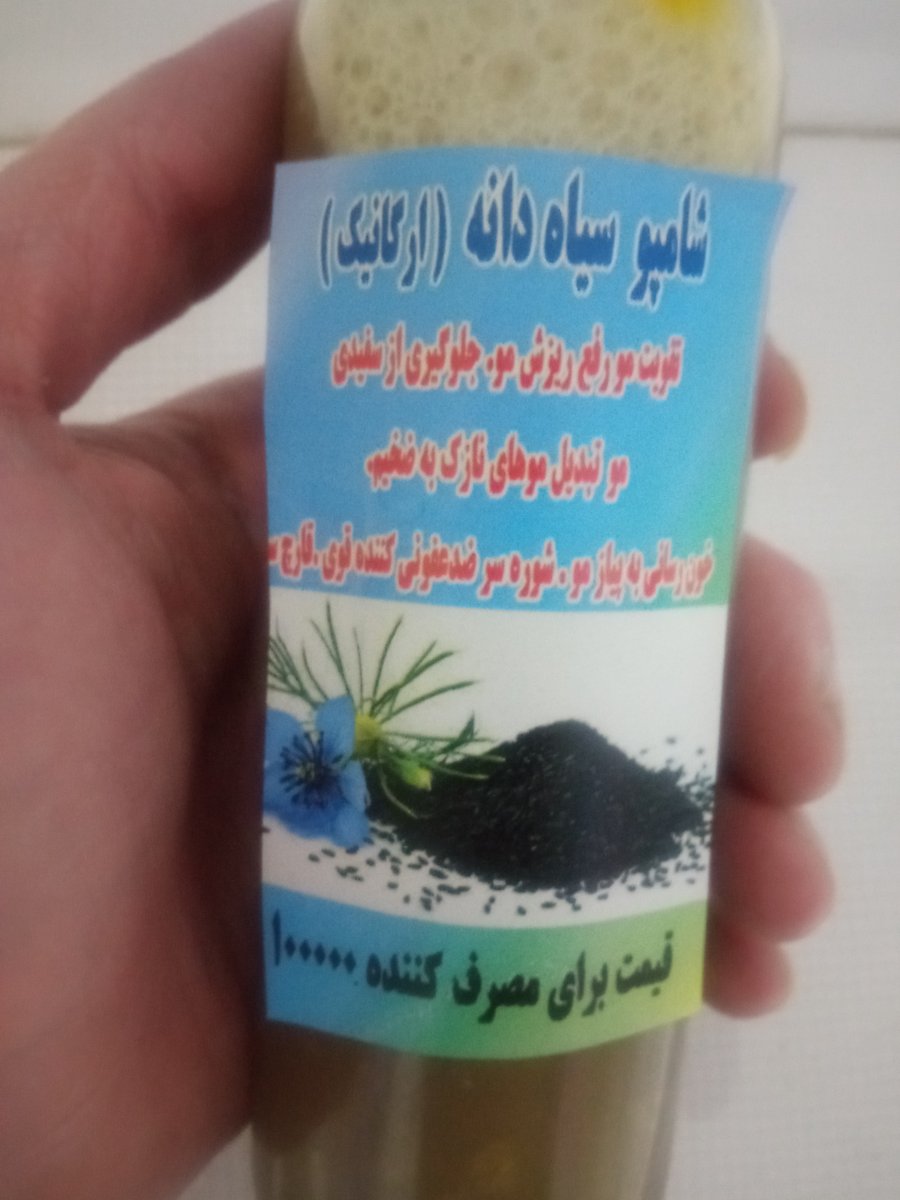 شامپو سیاه دانه (ارگانیک)
تقویت مو رفع ریزش مو. جلوگیری از سفیدی
مو تبدیل موهای نازک به ضخیم.
خون رسانی به پیاز مو . شوره سر ضدعفونی کننده قوی .قارچ س
قیمت برای مصرف کننده ۱۰۰۰۰۰